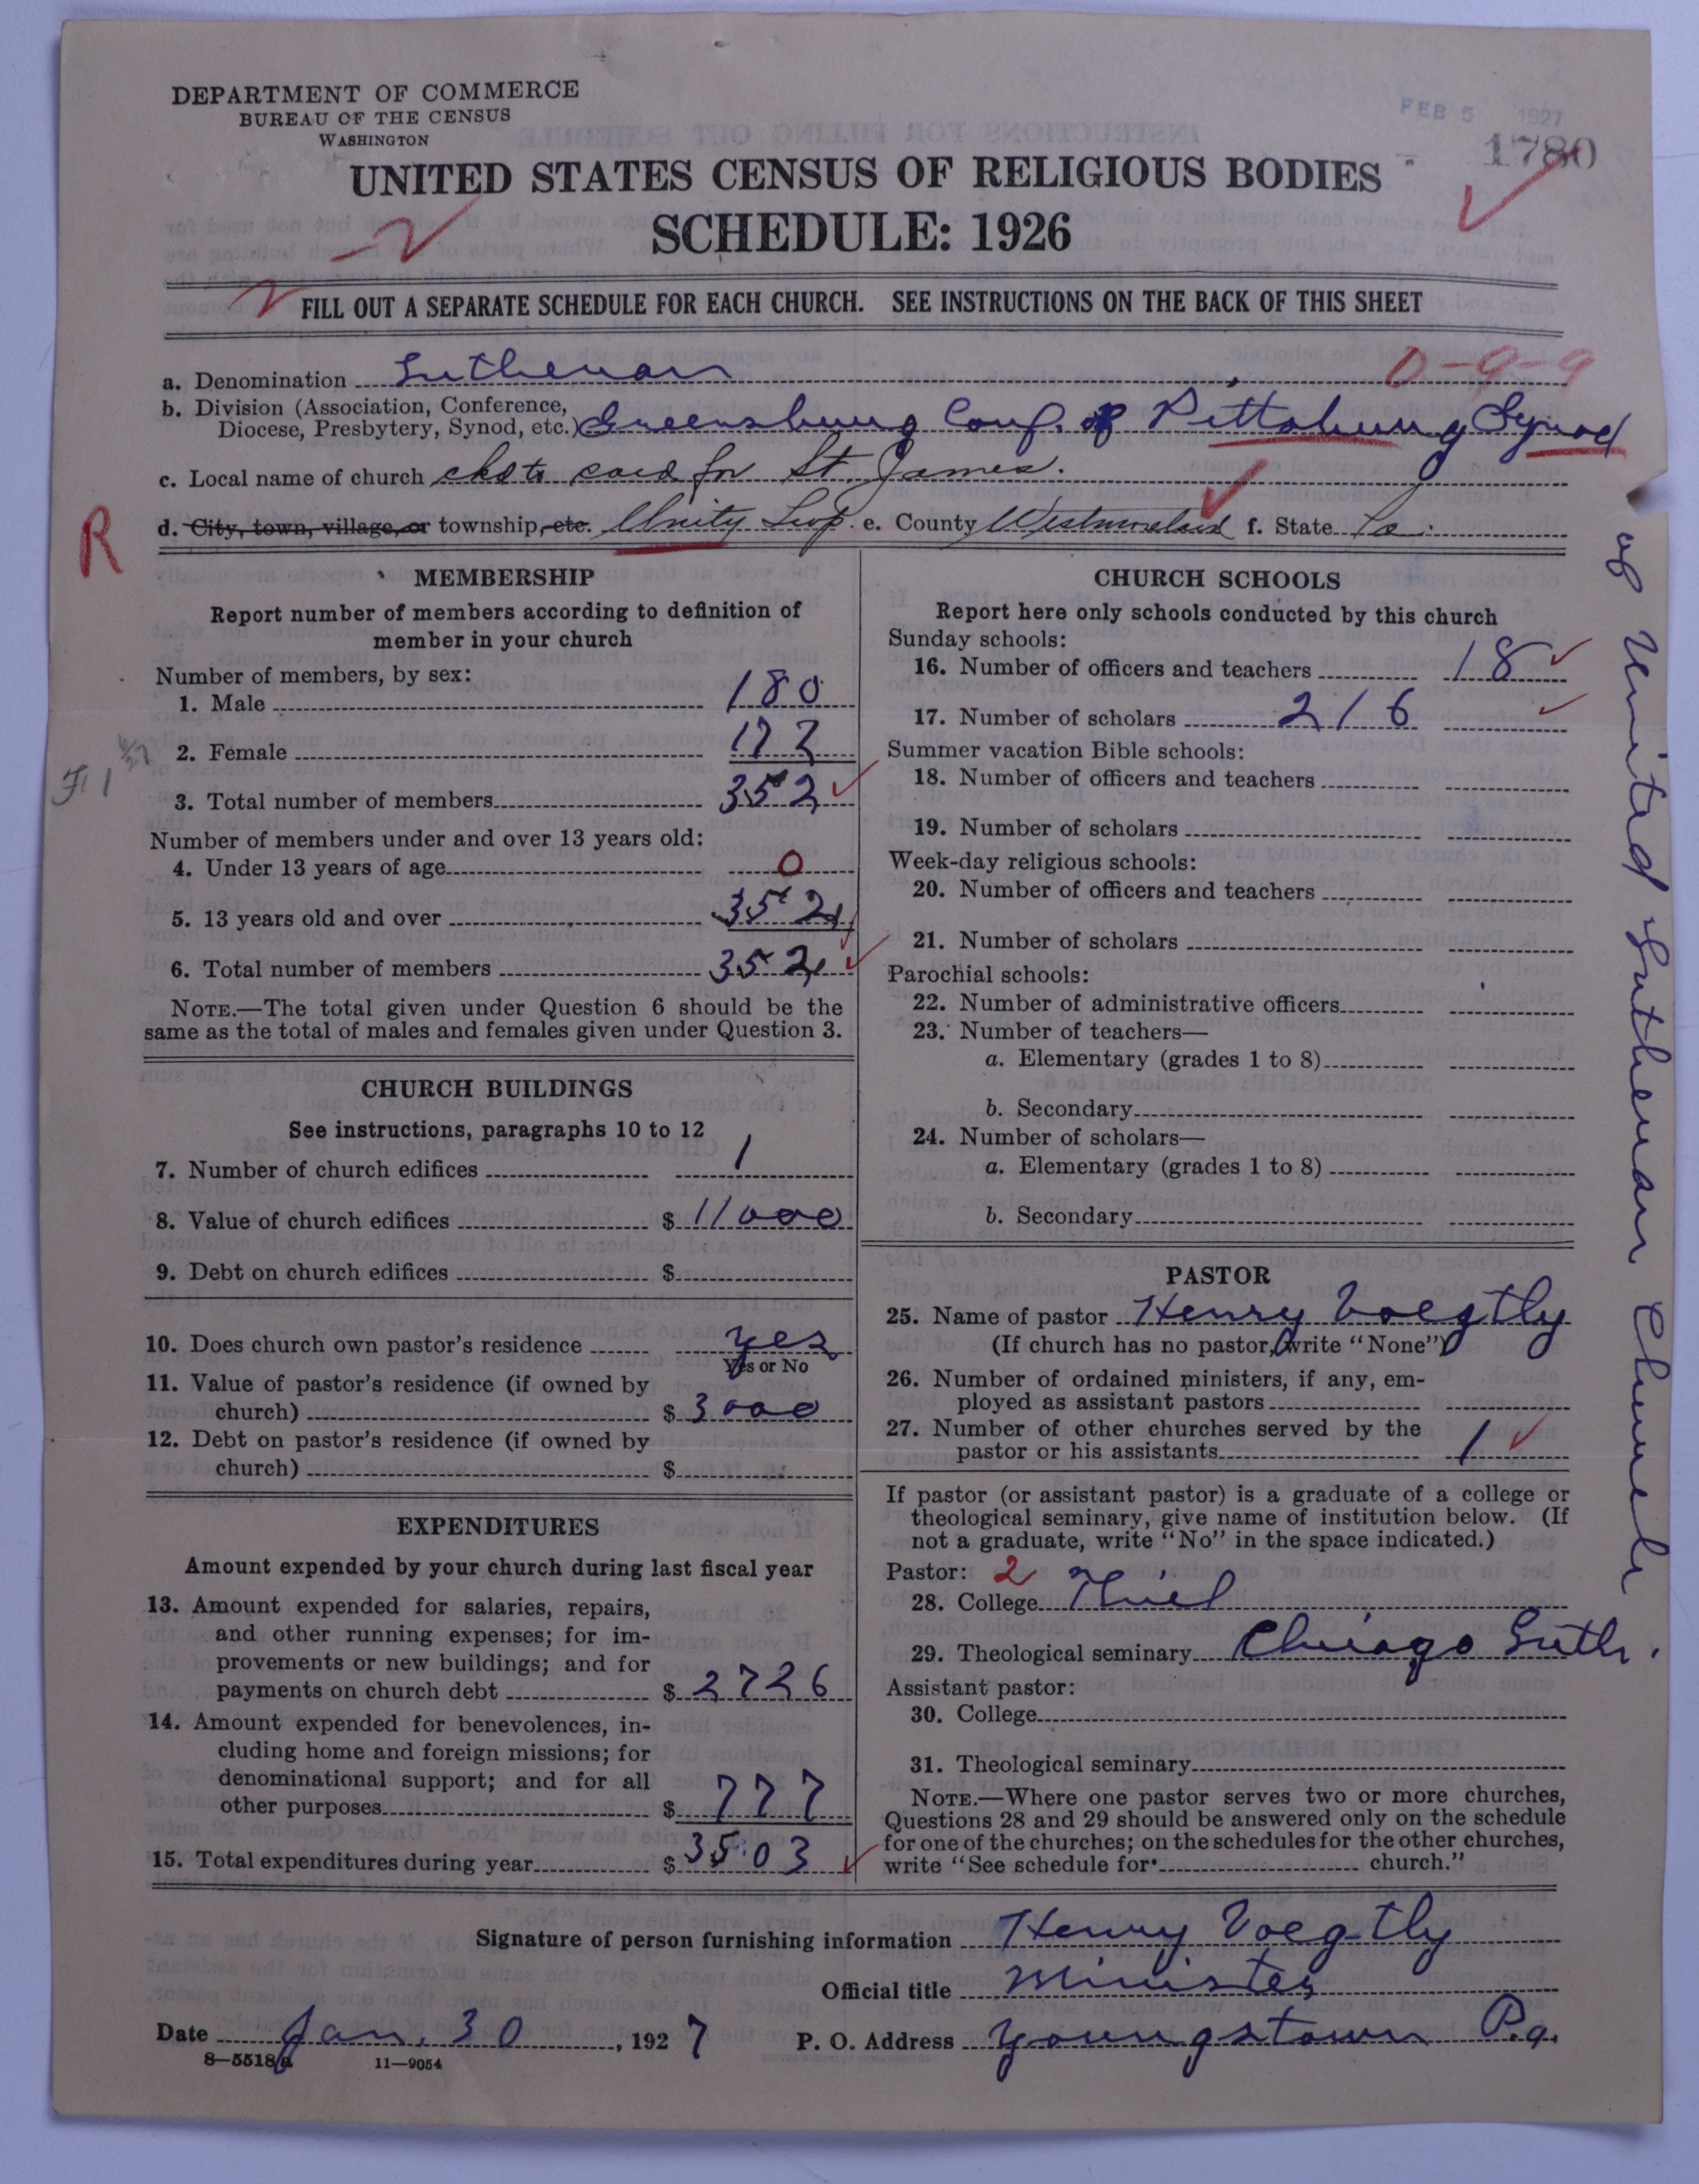 DEPARTMENT OF COMMERCE
BUREAU OF THE CENSUS
WASHINGTON
FEB 5 1927
1780
UNITED STATES CENSUS OF RELIGIOUS BODIES
SCHEDULE: 1926
FILL OUT A SEPARATE SCHEDULE FOR EACH CHURCH. SEE INSTRUCTIONS ON THE BACK OF THIS SHEET
0-9-9
a. Denomination Lutheran
b. Division (Association, Conference, Diocese, Presbytery, Synod, etc.) Greensburg Conf. of Pittsburg Synod
of United Lutheran Church
c. Local name of church St. James.
R
d. City, town, village, or township, etc. Unity Twp. e. County Westmoreland f. State Pa.
MEMBERSHIP
Report number of members according to definition of
member in your church
Number of members, by sex:
1. Male 180
2. Female 172
3. Total number of members 352
Number of members under and over 13 years old:
4. Under 13 years of age 0
5. 13 years old and over 352
6. Total number of members 352
NOTE.—The total given under Question 6 should be the
same as the total of males and females given under Question 3.
CHURCH BUILDINGS
See instructions, paragraphs 10 to 12
7. Number of church edifices 1
8. Value of church edifices $ 11000
9. Debt on church edifices $
10. Does church own pastor's residence yes
Yes or No
11. Value of pastor's residence (if owned by
church) $ 3000
12. Debt on pastor's residence (if owned by
church) $
EXPENDITURES
Amount expended by your church during last fiscal year
13. Amount expended for salaries, repairs,
and other running expenses; for im-
provements or new buildings; and for
payments on church debt $ 2726
14. Amount expended for benevolences, in-
cluding home and foreign missions; for
denominational support; and for all
other purposes $ 777
15. Total expenditures during year $ 3503
CHURCH SCHOOLS
Report here only schools conducted by this church
Sunday schools:
16. Number of officers and teachers 18
17. Number of scholars 216
Summer vacation Bible schools:
18. Number of officers and teachers
19. Number of scholars
Week-day religious schools:
20. Number of officers and teachers
21. Number of scholars
Parochial schools:
22. Number of administrative officers
23. Number of teachers—
a. Elementary (grades 1 to 8)
b. Secondary
24. Number of scholars—
a. Elementary (grades 1 to 8)
b. Secondary
PASTOR
25. Name of pastor Henry Voegtly
(If church has no pastor, write "None")
26. Number of ordained ministers, if any, em-
ployed as assistant pastors
27. Number of other churches served by the
pastor or his assistants 1
If pastor (or assistant pastor) is a graduate of a college or
theological seminary, give name of institution below. (If
not a graduate, write "No" in the space indicated.)
Pastor: 2
28. College Thiel
29. Theological seminary Chicago Luth.
Assistant pastor:
30. College
31. Theological seminary
NOTE.—Where one pastor serves two or more churches,
Questions 28 and 29 should be answered only on the schedule
for one of the churches; on the schedules for the other churches,
write "See schedule for church."
Signature of person furnishing information Henry Voegtly
Official title Minister
Date Jan. 30, 1927 P. O. Address Youngstown Pa.
8—5518a 11—9054